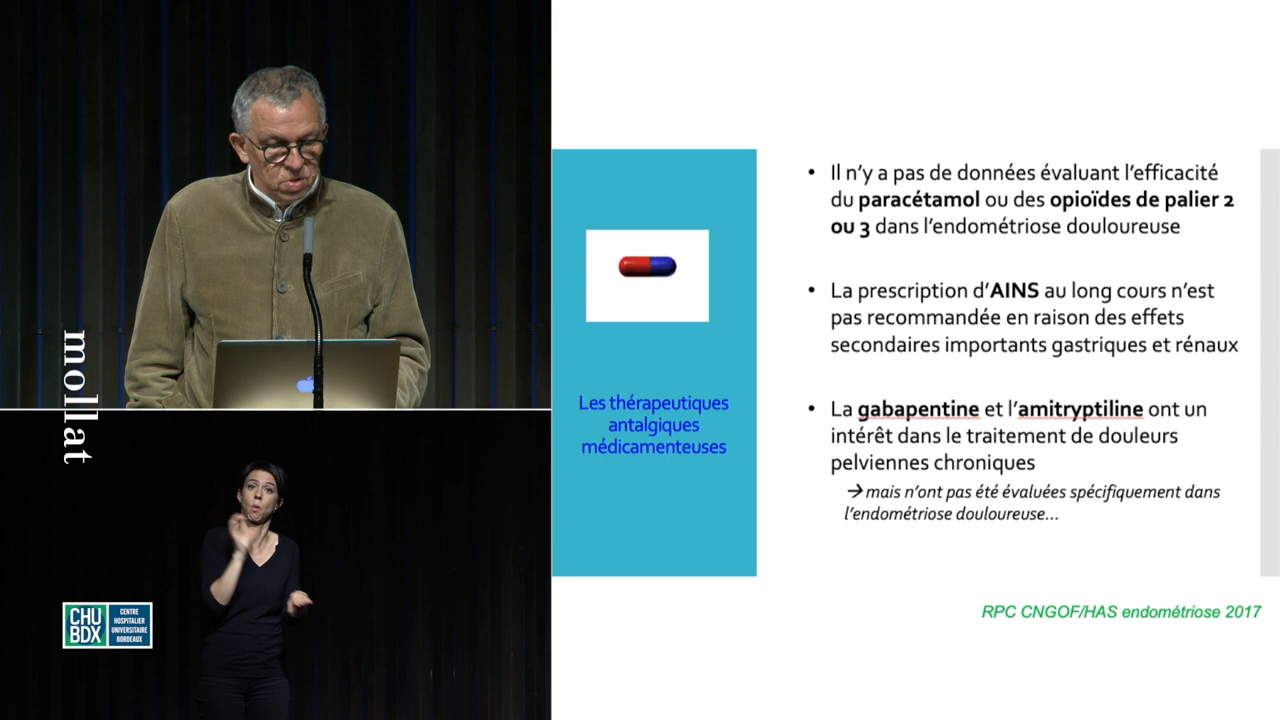 mollat
CHU
BDX
CENTRE
HOSPITALIER
UNIVERSITAIRE
BORDEAUX
Les thérapeutiques
antalgiques
médicamenteuses
• Il n’y a pas de données évaluant l’efficacité
du paracétamol ou des opioïdes de palier 2
ou 3 dans l’endométriose douloureuse
• La prescription d’AINS au long cours n’est
pas recommandée en raison des effets
secondaires importants gastriques et rénaux
• La gabapentine et l’amitryptiline ont un
intérêt dans le traitement de douleurs
pelviennes chroniques
→ mais n’ont pas été évaluées spécifiquement dans
l’endométriose douloureuse...
RPC CNGOF/HAS endométriose 2017